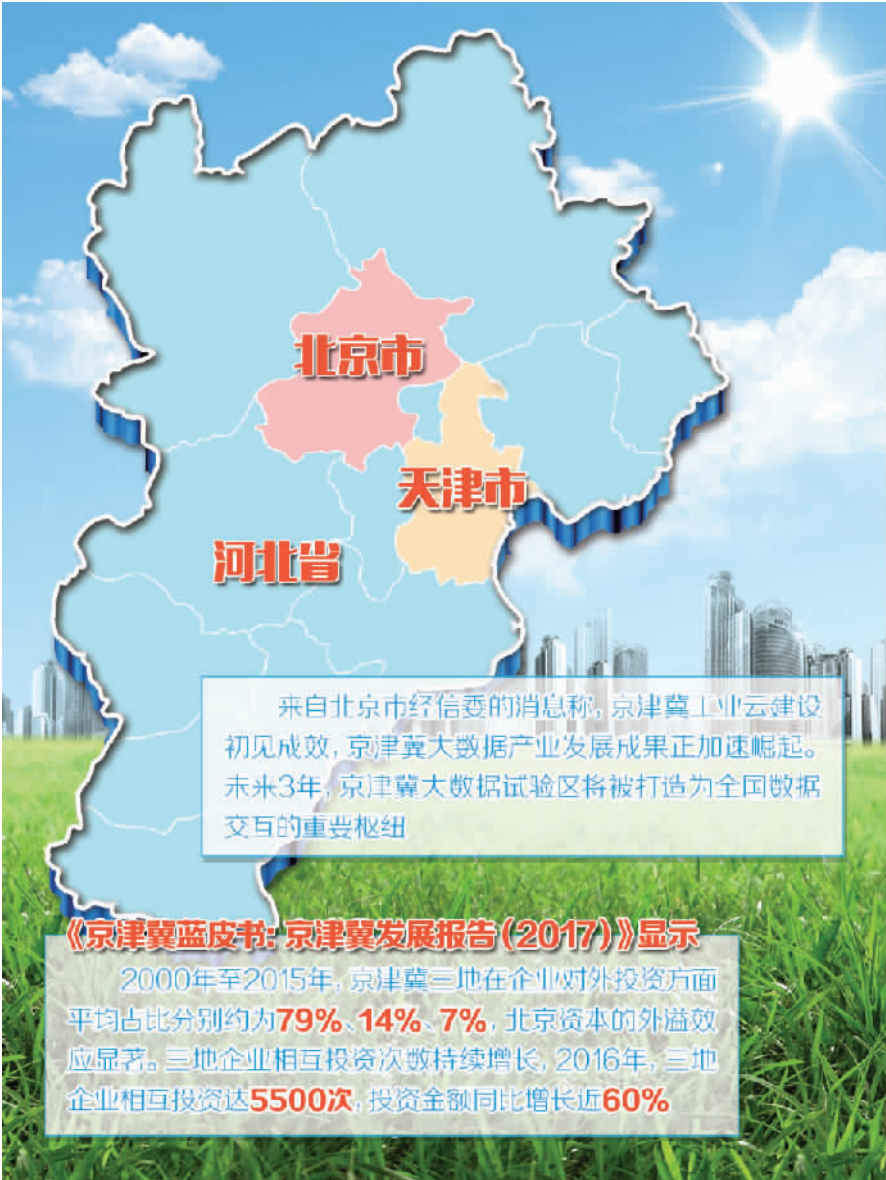 北京市
天津市
河北省
来自北京市经信委的消息称，京津冀工业云建设
初见成效，京津冀大数据产业发展成果正加速崛起。
未来3年，京津冀大数据试验区将被打造为全国数据
交互的重要枢纽
《京津冀蓝皮书：京津冀发展报告（2017）》显示
2000年至2015年，京津冀三地在企业对外投资方面
平均占比分别约为79%、14%、7%，北京资本的外溢效
应显著。三地企业相互投资次数持续增长，2016年，三地
企业相互投资达5500次，投资金额同比增长近60%